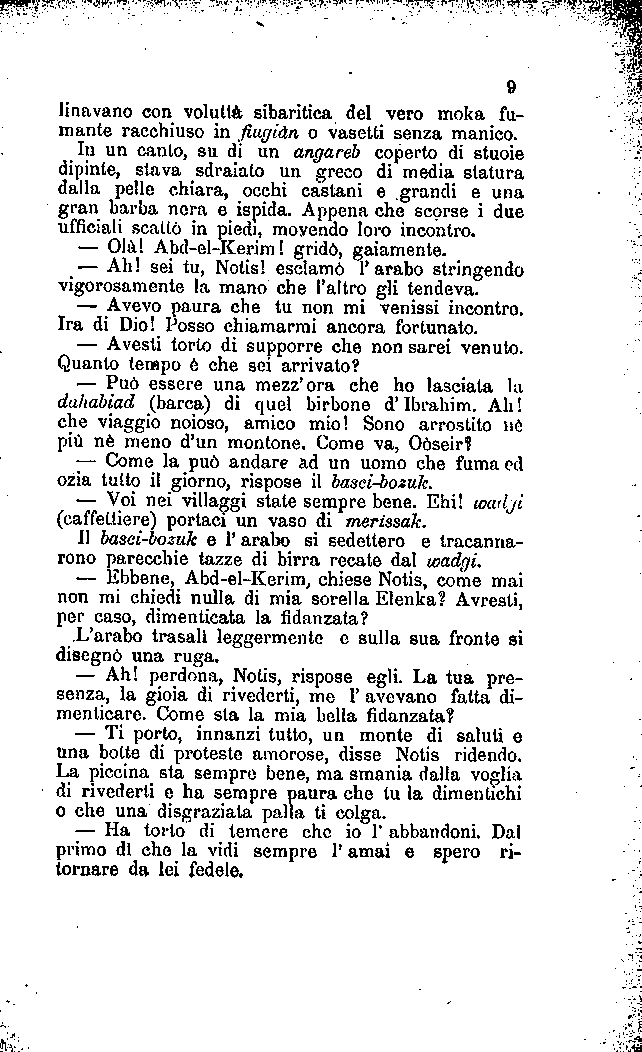 9
linavano con voluttà sibaritica del vero moka fu-
mante racchiuso in fiugiàn o vasetti senza manico.
In un canto, su di un angareb coperto di stuoie
dipinte, stava sdraiato un greco di media statura
dalla pelle chiara, occhi castani e grandi e una
gran barba nera e ispida. Appena che scorse i due
ufficiali scattò in piedi, movendo loro incontro.
— Olà! Abd-el-Kerim! gridò, gaiamente.
— Ah! sei tu, Notis! esclamò l'arabo stringendo
vigorosamente la mano che l'altro gli tendeva.
— Avevo paura che tu non mi venissi incontro.
Ira di Dio! Posso chiamarmi ancora fortunato.
— Avesti torto di supporre che non sarei venuto.
Quanto tempo è che sei arrivato?
— Può essere una mezz'ora che ho lasciata la
dahabiad (barca) di quel birbone d'Ibrahim. Ah!
che viaggio noioso, amico mio! Sono arrostito nè
più nè meno d'un montone. Come va, Oòseir?
— Come la può andare ad un uomo che fuma ed
ozia tutto il giorno, rispose il basci-bozuk.
— Voi nei villaggi state sempre bene. Ehi! wadji
(caffettiere) portaci un vaso di merissak.
Il basci-bozuk e l'arabo si sedettero e tracanna-
rono parecchie tazze di birra recate dal wadgi.
— Ebbene, Abd-el-Kerim, chiese Notis, come mai
non mi chiedi nulla di mia sorella Elenka? Avresti,
per caso, dimenticata la fidanzata?
L'arabo trasalì leggermente e sulla sua fronte si
disegnò una ruga.
— Ah! perdona, Notis, rispose egli. La tua pre-
senza, la gioia di rivederti, me l'avevano fatta di-
menticare. Come sta la mia bella fidanzata?
— Ti porto, innanzi tutto, un monte di saluti e
una botte di proteste amorose, disse Notis ridendo.
La piccina sta sempre bene, ma smania dalla voglia
di rivederti e ha sempre paura che tu la dimentichi
o che una disgraziata palla ti colga.
— Ha torto di temere che io l'abbandoni. Dal
primo dì che la vidi sempre l'amai e spero ri-
tornare da lei fedele.